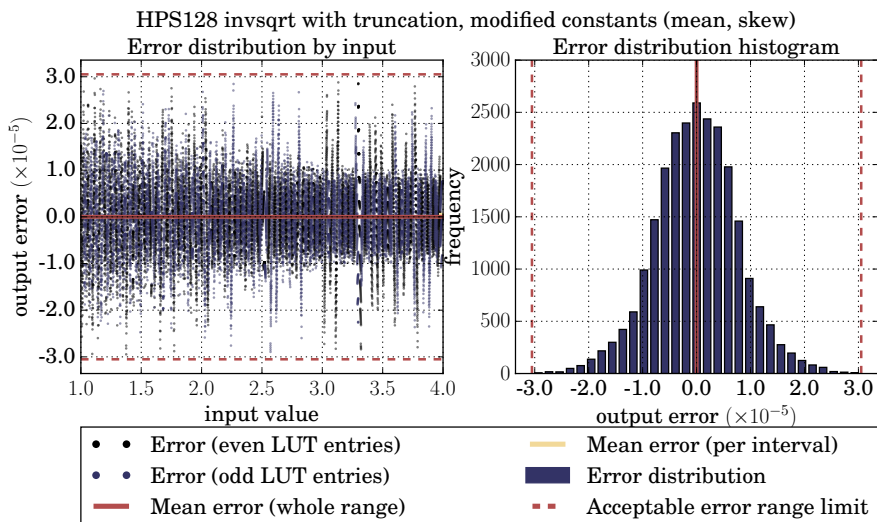 HPS128 invsqrt with truncation, modified constants (mean, skew)
Error distribution by input
3.0
2.0
1.0
0.0
-1.0
-2.0
-3.0
output error (×10⁻⁵)
1.0 1.5 2.0 2.5 3.0 3.5 4.0
input value
Error distribution histogram
3000
2500
2000
1500
1000
500
0
frequency
-3.0 -2.0 -1.0 0.0 1.0 2.0 3.0
output error (×10⁻⁵)
Error (even LUT entries)
Error (odd LUT entries)
Mean error (whole range)
Mean error (per interval)
Error distribution
Acceptable error range limit